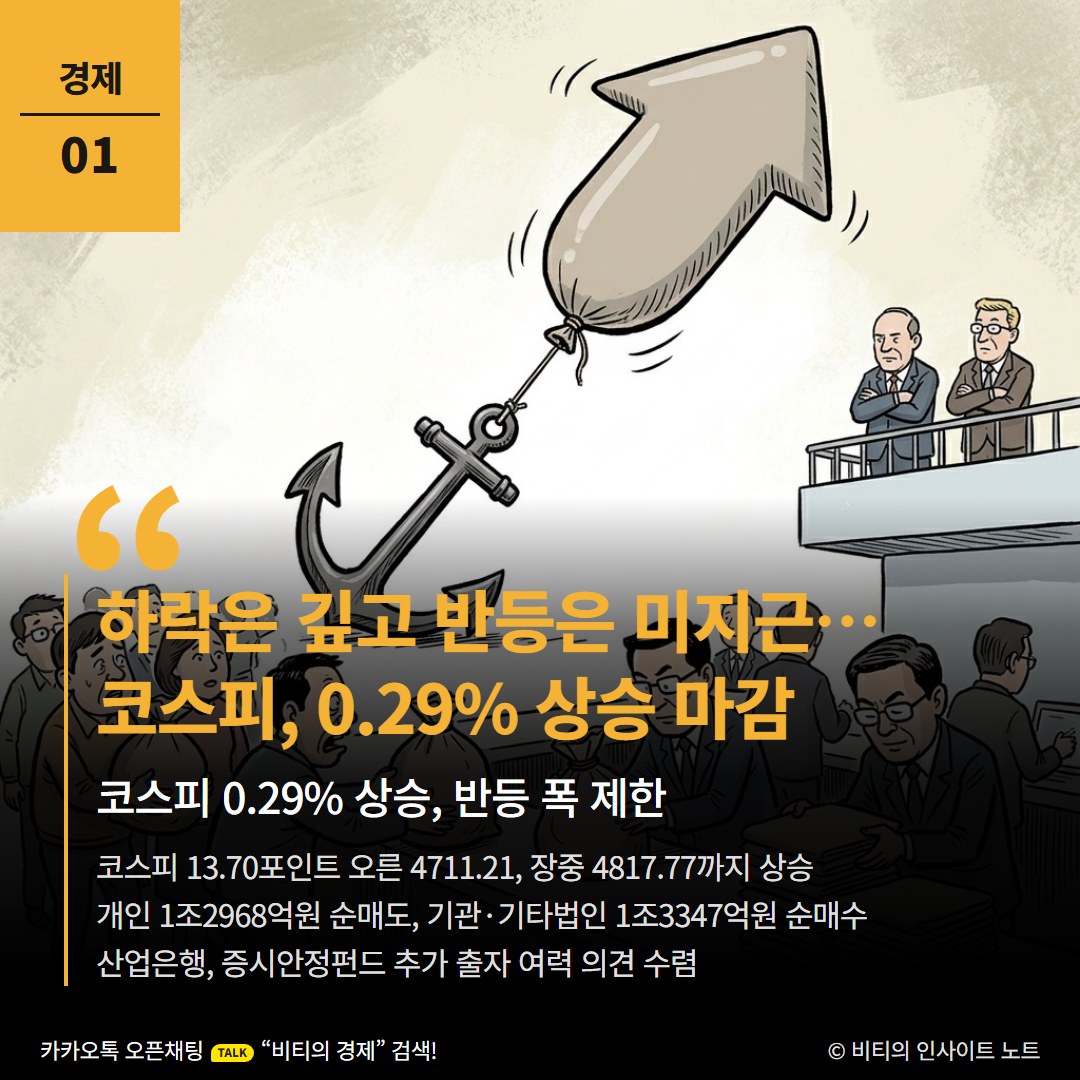 경제
01
“
하락은 깊고 반등은 미지근…
코스피, 0.29% 상승 마감
코스피 0.29% 상승, 반등 폭 제한
코스피 13.70포인트 오른 4711.21, 장중 4817.77까지 상승
개인 1조2968억원 순매도, 기관·기타법인 1조3347억원 순매수
산업은행, 증시안정펀드 추가 출자 여력 의견 수렴
카카오톡 오픈채팅 TALK “비티의 경제” 검색!
© 비티의 인사이트 노트